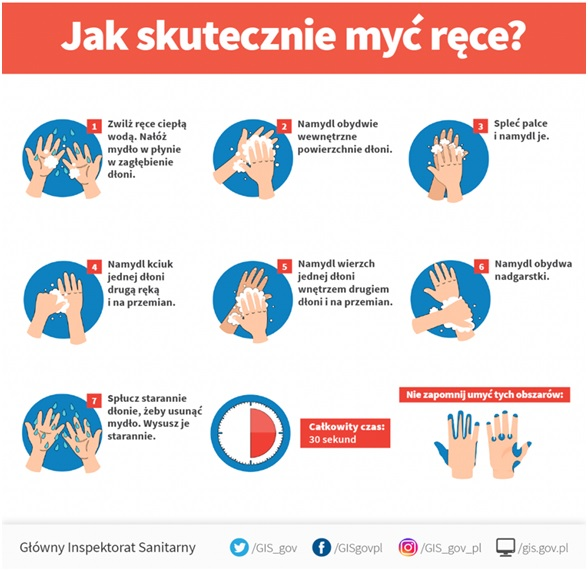 Jak skutecznie myć ręce?
1
Zwilż ręce ciepłą
wodą. Nałóż
mydło w płynie
w zagłębienie
dłoni.
2
Namydl obydwie
wewnętrzne
powierzchnie dłoni.
3
Spleć palce
i namydl je.
4
Namydl kciuk
jednej dłoni
drugą ręką
i na przemian.
5
Namydl wierzch
jednej dłoni
wnętrzem drugiem
dłoni i na przemian.
6
Namydl obydwa
nadgarstki.
7
Spłucz starannie
dłonie, żeby usunąć
mydło. Wysusz je
starannie.
Całkowity czas:
30 sekund
Nie zapomnij umyć tych obszarów:
Główny Inspektorat Sanitarny
/GIS_gov
/GISgovpl
/GIS_gov_pl
/gis.gov.pl